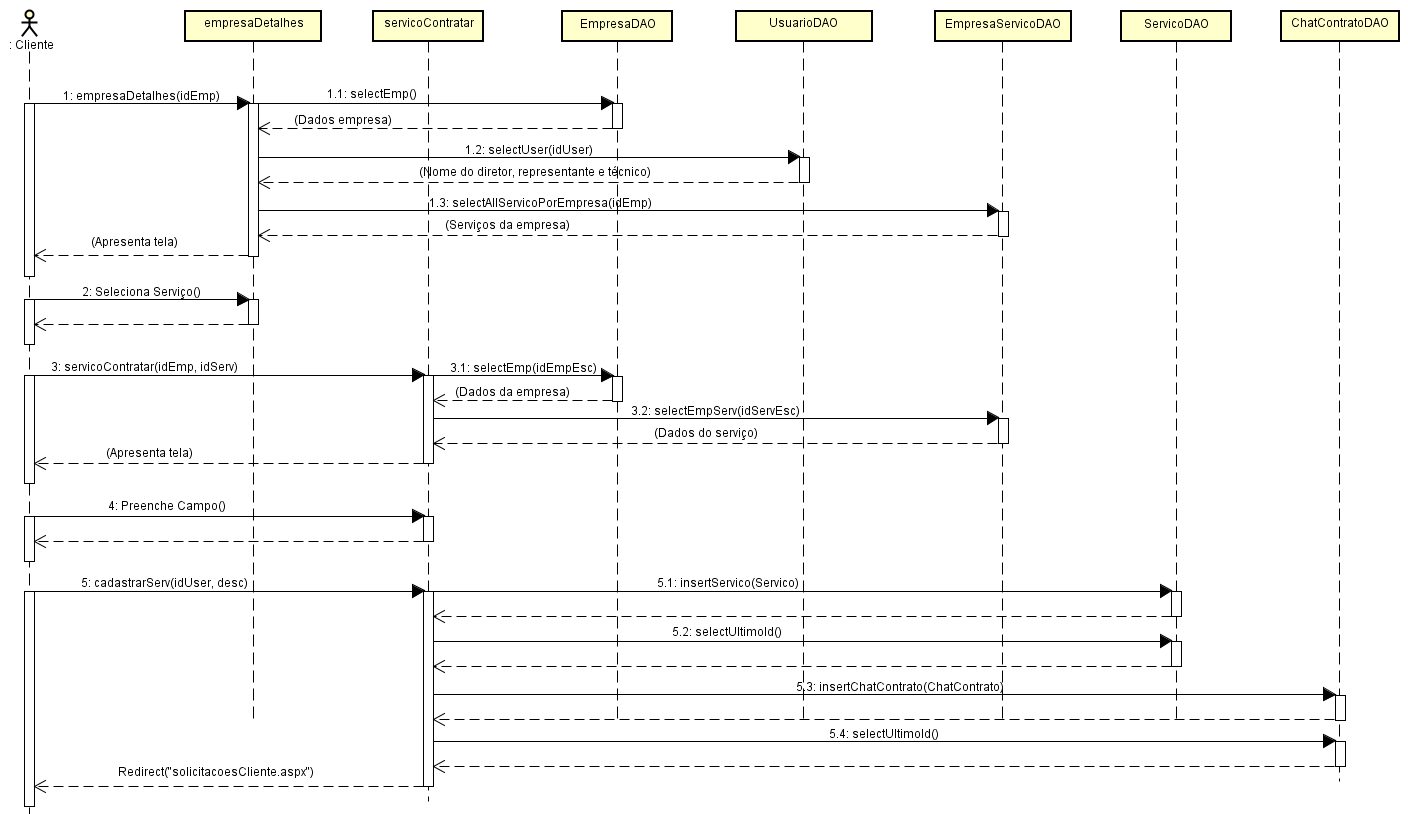 : Cliente
empresaDetalhes
servicoContratar
EmpresaDAO
UsuarioDAO
EmpresaServicoDAO
ServicoDAO
ChatContratoDAO
1: empresaDetalhes(idEmp)
1.1: selectEmp()
(Dados empresa)
1.2: selectUser(idUser)
(Nome do diretor, representante e técnico)
1.3: selectAllServicoPorEmpresa(idEmp)
(Serviços da empresa)
(Apresenta tela)
2: Seleciona Serviço()
3: servicoContratar(idEmp, idServ)
3.1: selectEmp(idEmpEsc)
(Dados da empresa)
3.2: selectEmpServ(idServEsc)
(Dados do serviço)
(Apresenta tela)
4: Preenche Campo()
5: cadastrarServ(idUser, desc)
5.1: insertServico(Servico)
5.2: selectUltimoId()
5.3: insertChatContrato(ChatContrato)
5.4: selectUltimoId()
Redirect("solicitacoesCliente.aspx")